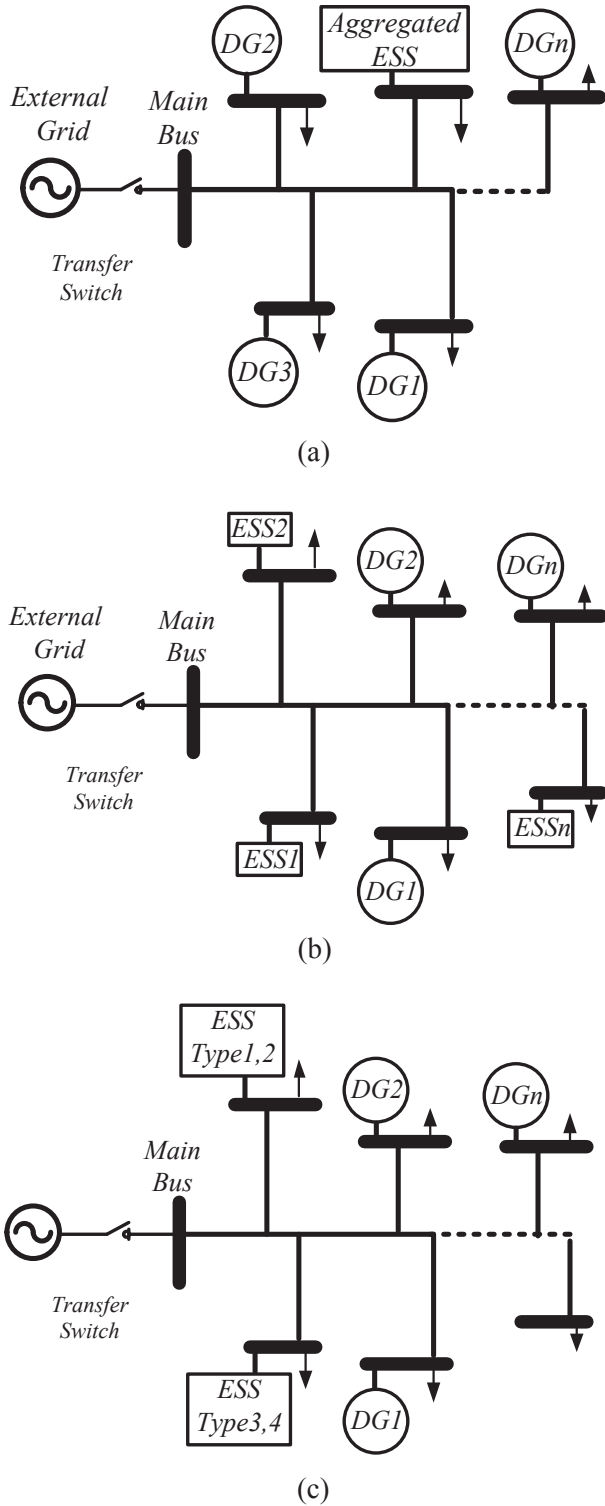 DG2
Aggregated
ESS
DGn
External
Grid
Main
Bus
Transfer
Switch
DG3
DG1
(a)
ESS2
DG2
DGn
External
Grid
Main
Bus
Transfer
Switch
ESS1
DG1
ESSn
(b)
ESS
Type1,2
DG2
DGn
Main
Bus
Transfer
Switch
ESS
Type3,4
DG1
(c)